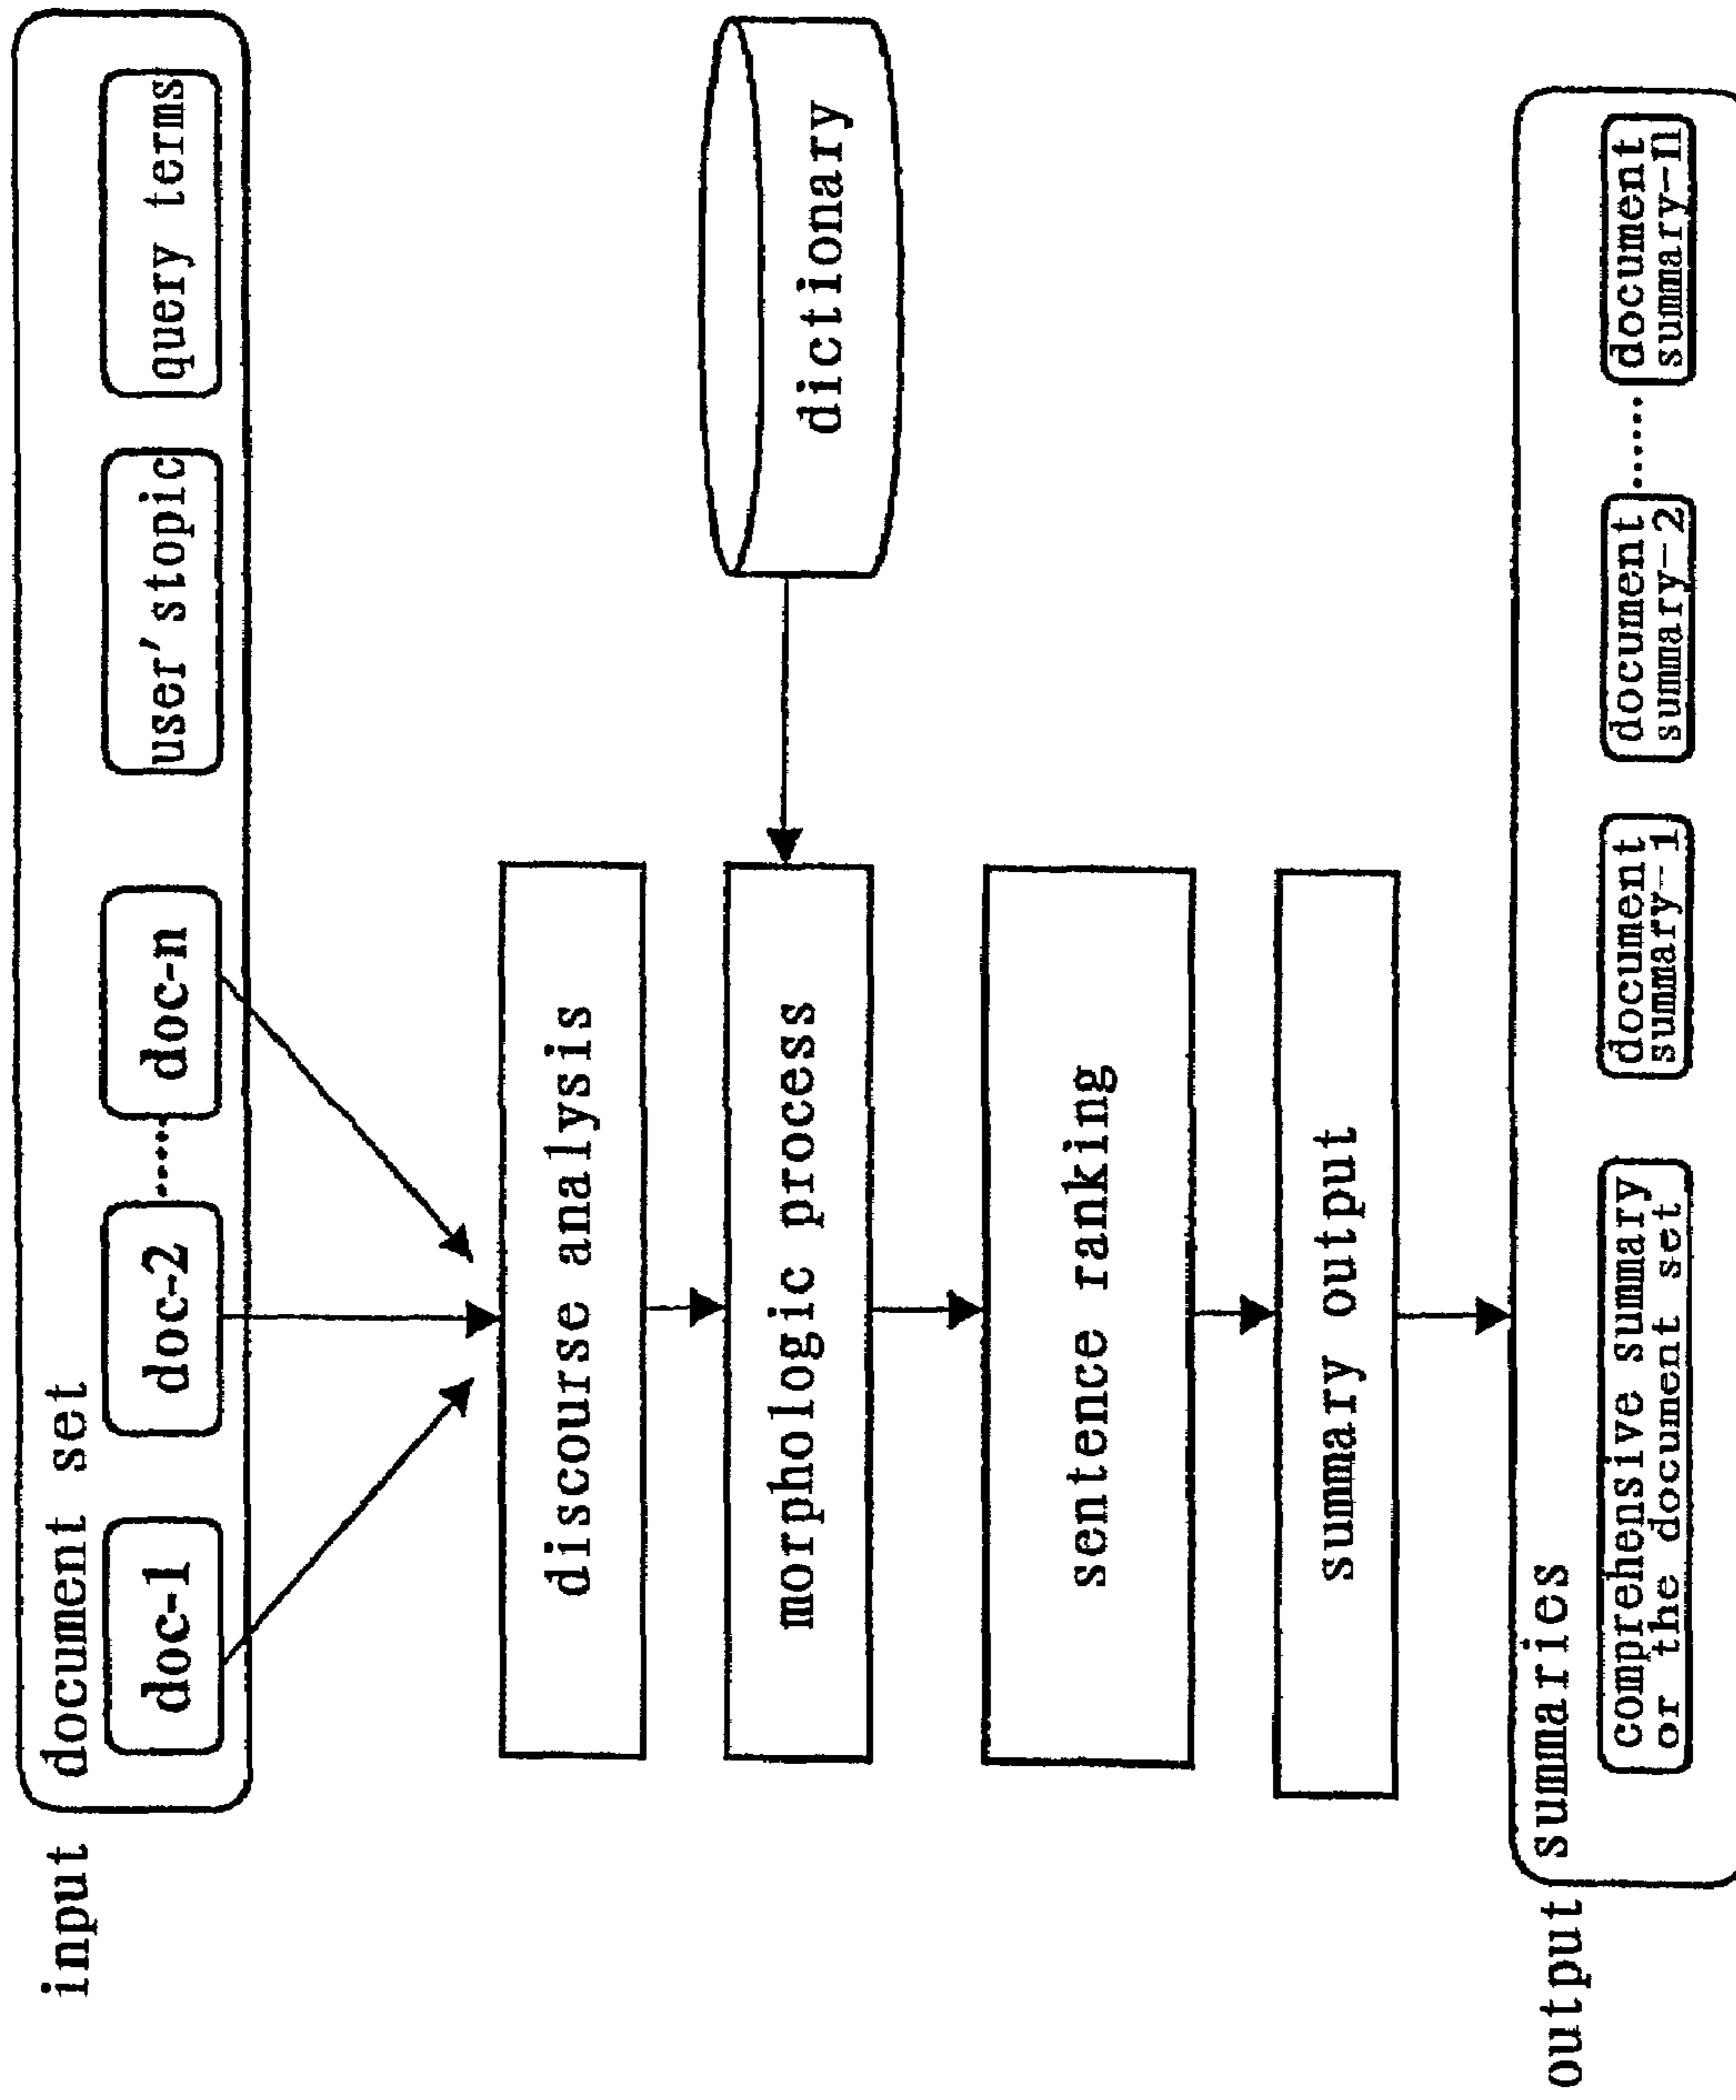 input
document set
doc-1
doc-2
.....
doc-n
user'stopic
query terms
discourse analysis
morphologic process
dictionary
sentence ranking
summary output
output
summaries
comprehensive summary
or the document set
document
summary-1
document
summary-2
......
document
summary-n